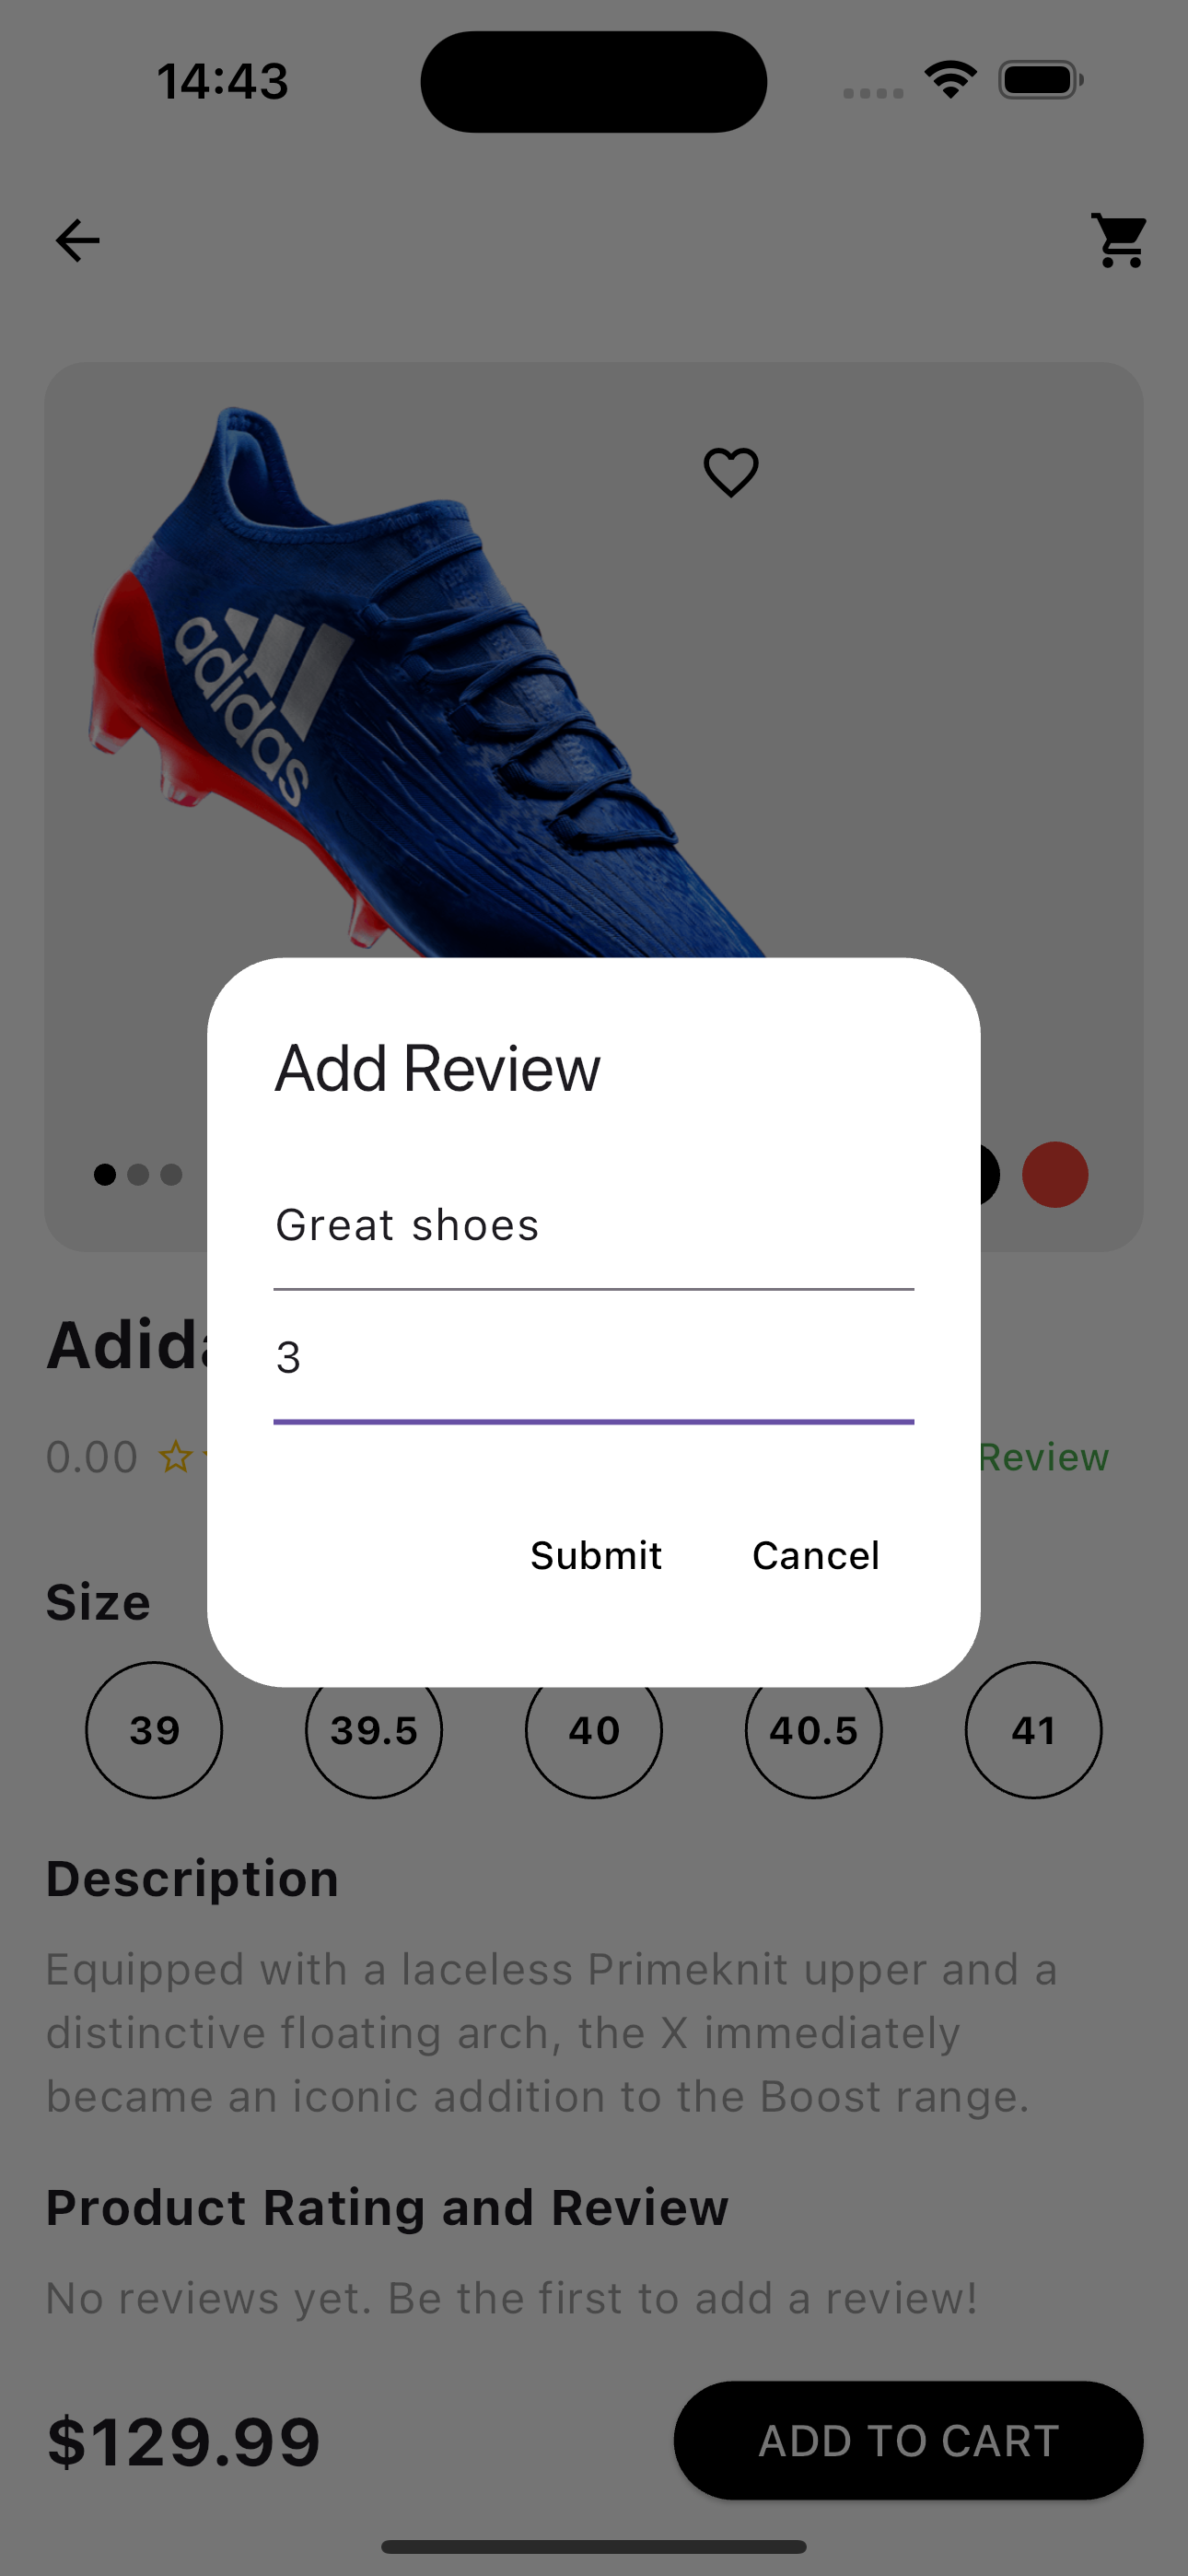 14:43
adidas
Add Review
Great shoes
3
Submit Cancel
0.00 Review
Size
39 39.5 40 40.5 41
Description
Equipped with a laceless Primeknit upper and a
distinctive floating arch, the X immediately
became an iconic addition to the Boost range.
Product Rating and Review
No reviews yet. Be the first to add a review!
$129.99 ADD TO CART